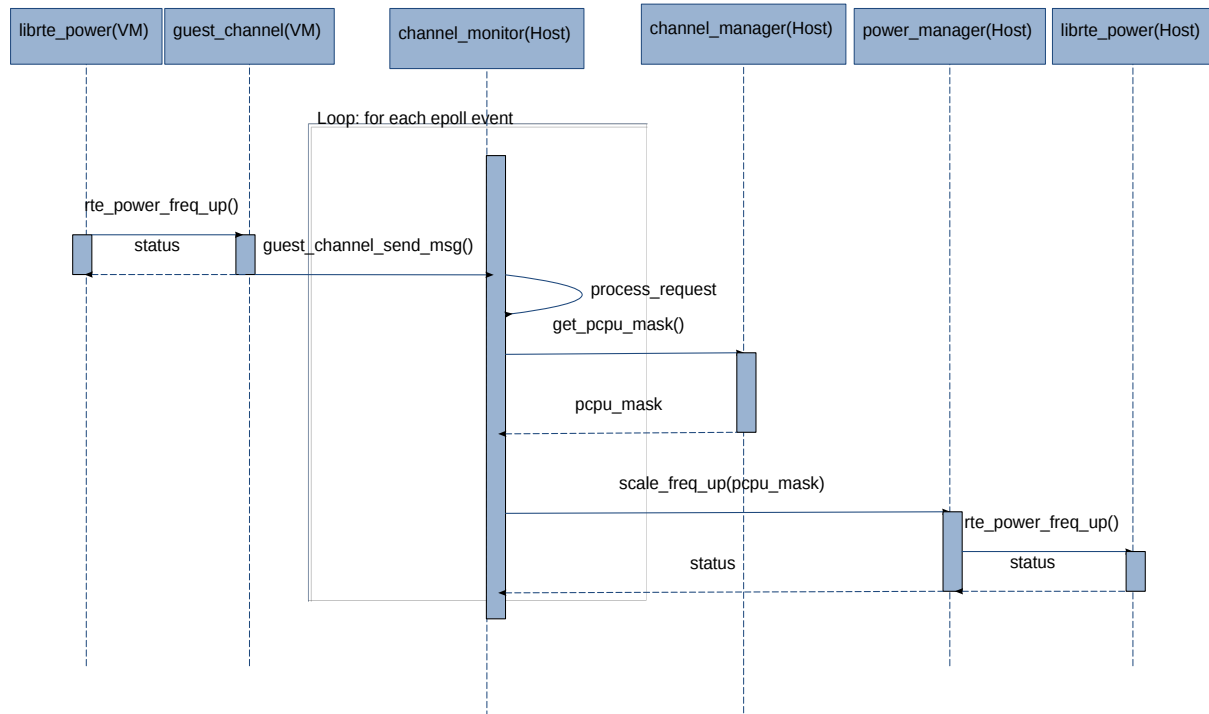 librte_power(VM)
guest_channel(VM)
channel_monitor(Host)
channel_manager(Host)
power_manager(Host)
librte_power(Host)
Loop: for each epoll event
rte_power_freq_up()
status
guest_channel_send_msg()
process_request
get_pcpu_mask()
pcpu_mask
scale_freq_up(pcpu_mask)
rte_power_freq_up()
status
status